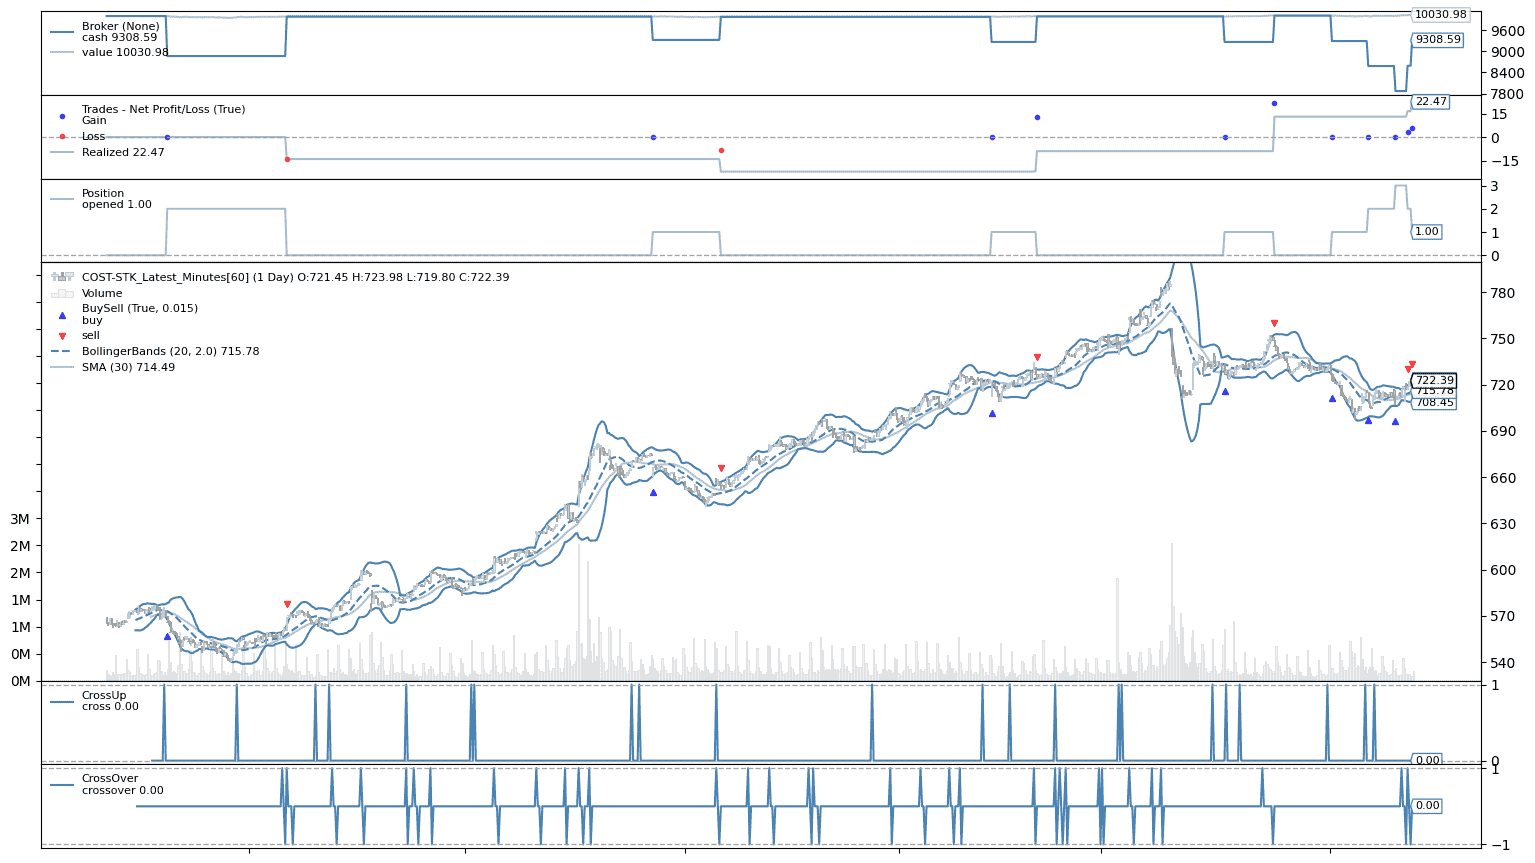 Broker (None)
cash 9308.59
value 10030.98
10030.98
9600
9308.59
9000
8400
7800
Trades - Net Profit/Loss (True)
Gain
Loss
Realized 22.47
22.47
15
0
−15
Position
opened 1.00
3
2
1.00
1
0
COST-STK_Latest_Minutes[60] (1 Day) O:721.45 H:723.98 L:719.80 C:722.39
Volume
BuySell (True, 0.015)
buy
sell
BollingerBands (20, 2.0) 715.78
SMA (30) 714.49
780
750
720
722.39
715.78
708.45
690
660
630
600
570
540
3M
2M
2M
1M
1M
0M
0M
CrossUp
cross 0.00
1
0.00
0
CrossOver
crossover 0.00
1
0.00
−1